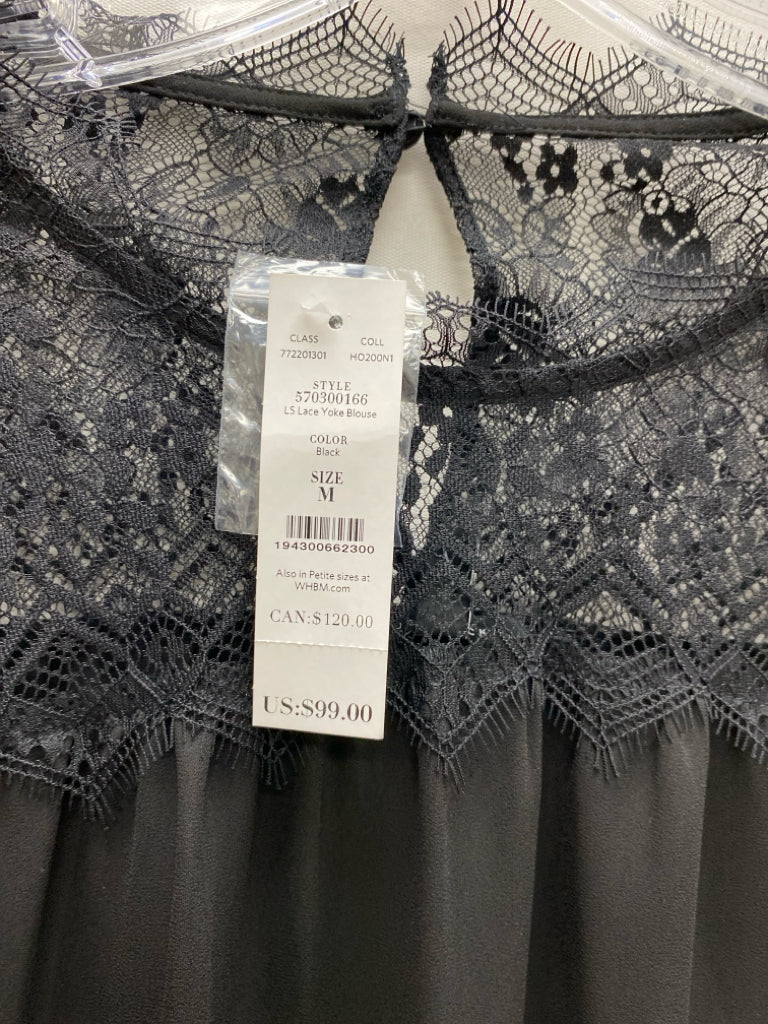 CLASS COLL
772201301 HO200N1
STYLE
570300166
LS Lace Yoke Blouse
COLOR
Black
SIZE
M
194300662300
Also in Petite sizes at
WHBM.com
CAN:$120.00
US:$99.00